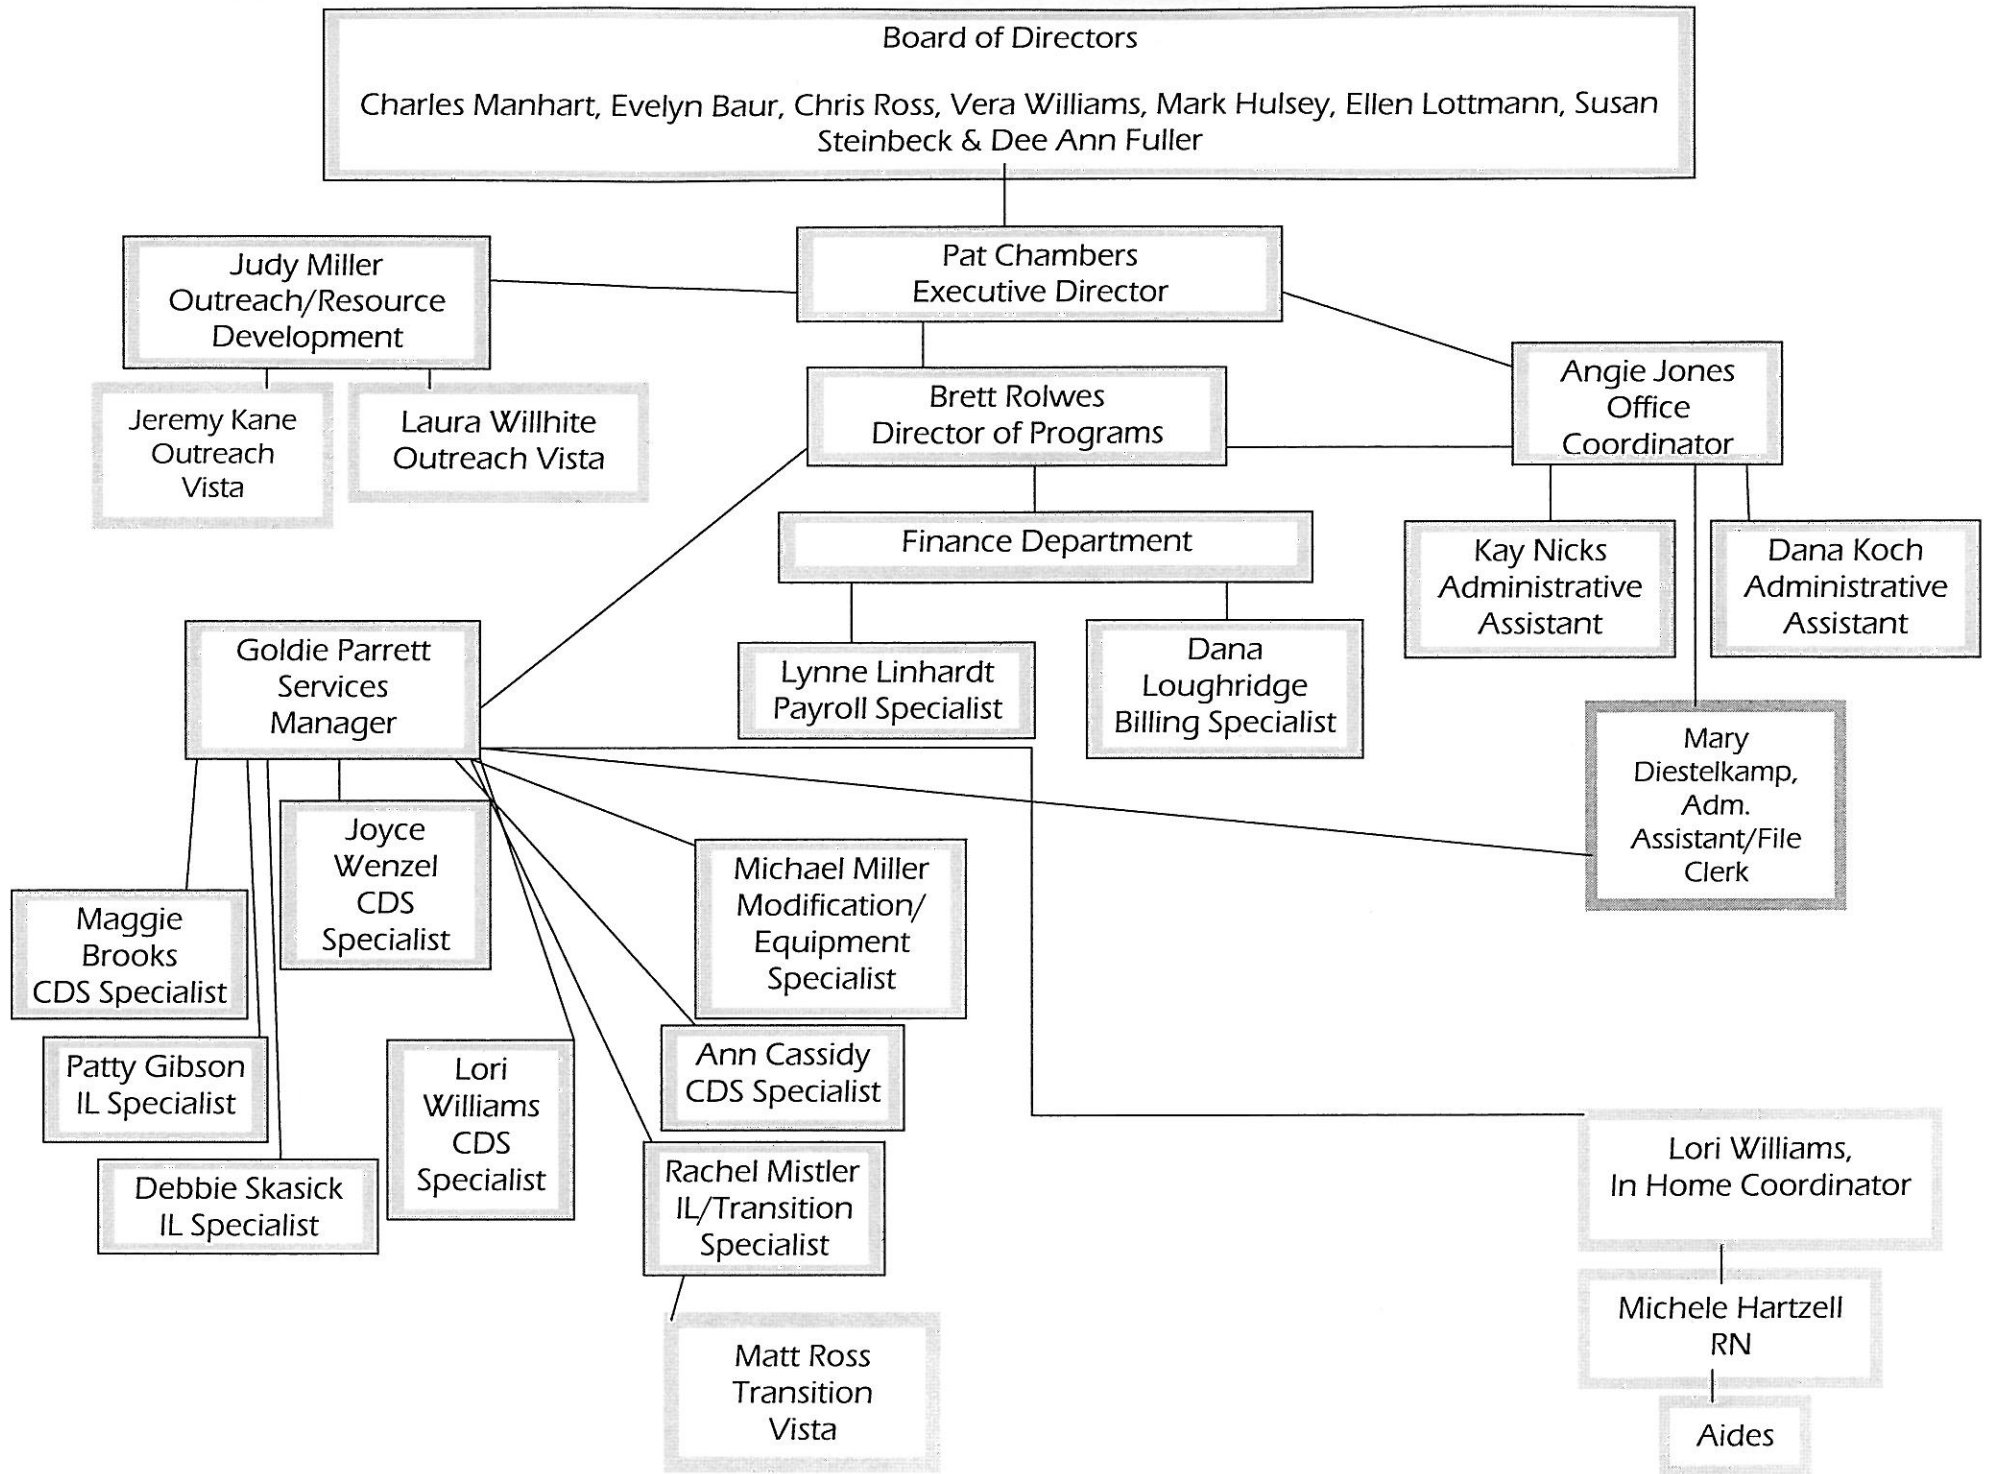 Board of Directors
Charles Manhart, Evelyn Baur, Chris Ross, Vera Williams, Mark Hulsey, Ellen Lottmann, Susan
Steinbeck & Dee Ann Fuller
Pat Chambers
Executive Director
Judy Miller
Outreach/Resource
Development
Jeremy Kane
Outreach
Vista
Laura Willhite
Outreach Vista
Brett Rolwes
Director of Programs
Angie Jones
Office
Coordinator
Finance Department
Kay Nicks
Administrative
Assistant
Dana Koch
Administrative
Assistant
Goldie Parrett
Services
Manager
Lynne Linhardt
Payroll Specialist
Dana
Loughridge
Billing Specialist
Mary
Diestelkamp,
Adm.
Assistant/File
Clerk
Joyce
Wenzel
CDS
Specialist
Michael Miller
Modification/
Equipment
Specialist
Maggie
Brooks
CDS Specialist
Patty Gibson
IL Specialist
Lori
Williams
CDS
Specialist
Ann Cassidy
CDS Specialist
Debbie Skasick
IL Specialist
Rachel Mistler
IL/Transition
Specialist
Lori Williams,
In Home Coordinator
Michele Hartzell
RN
Matt Ross
Transition
Vista
Aides